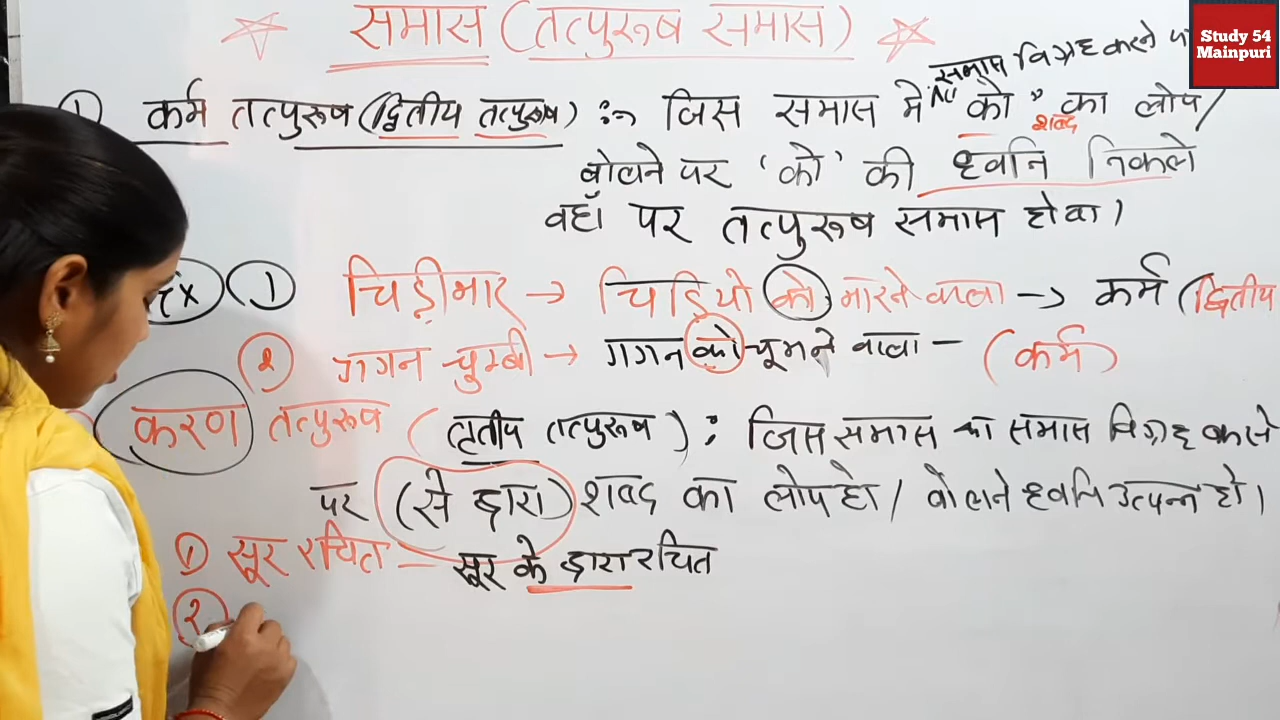 समास (तत्पुरूष समास)
Study 54
Mainpuri
समास विग्रह करने पर
① कर्म तत्पुरूष (द्वितीय तत्पुरूष) :- जिस समास मे "को" का लोप /
शब्द
बोलने पर 'को' की ध्वनि निकले
वहाँ पर तत्पुरूष समास होगा।
Ex ① चिड़ीमार → चिड़ियो को मारने वाला → कर्म (द्वितीय
② गगन चुम्बी → गगन को चूमने वाला - (कर्म)
करण तत्पुरूष (तृतीय तत्पुरूष) : जिस समास का समास विग्रह करने
पर (से द्वारा) शब्द का लोप हो / बोलने ध्वनि उत्पन्न हो।
① सूर रचित - सूर के द्वारा रचित
②